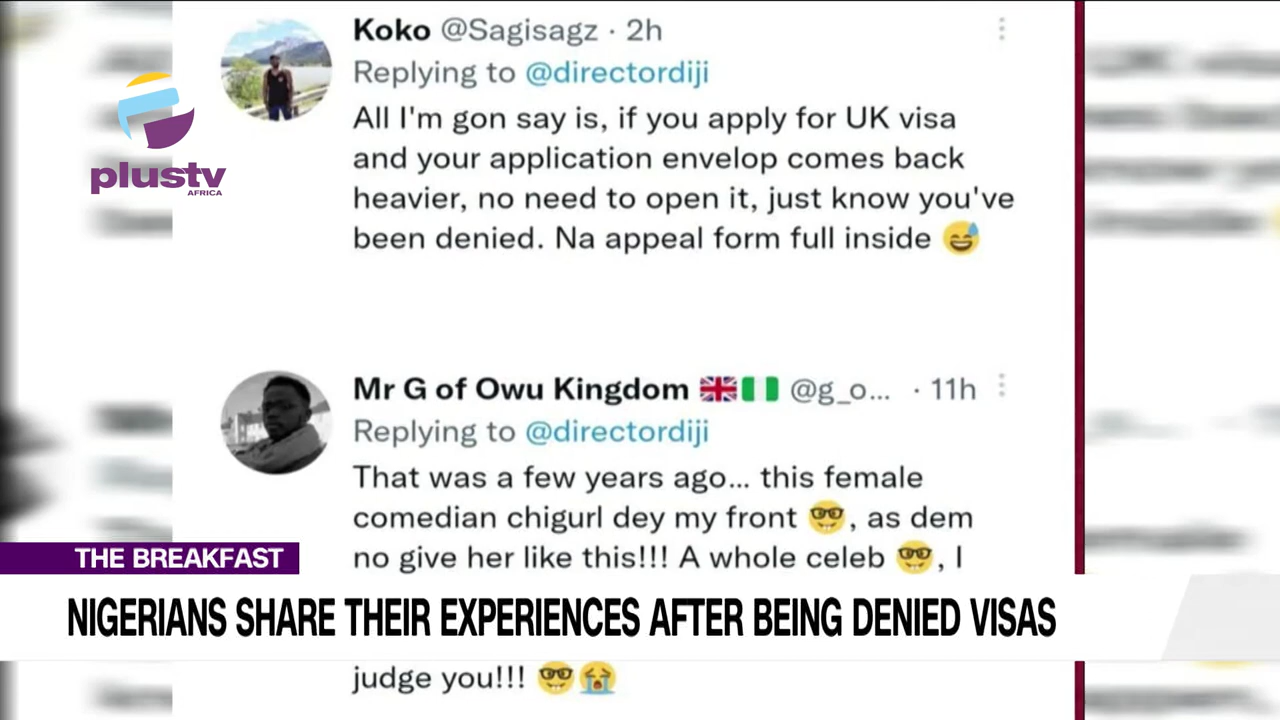 Koko @Sagisagz · 2h
Replying to @directordiji
All I'm gon say is, if you apply for UK visa
and your application envelop comes back
heavier, no need to open it, just know you've
been denied. Na appeal form full inside 😅
plustv
AFRICA
Mr G of Owu Kingdom 🇬🇧🇳🇬 @g_o... · 11h
Replying to @directordiji
That was a few years ago... this female
comedian chigurl dey my front 🤓, as dem
no give her like this!!! A whole celeb 🤓, I
THE BREAKFAST
NIGERIANS SHARE THEIR EXPERIENCES AFTER BEING DENIED VISAS
judge you!!! 🤓😭